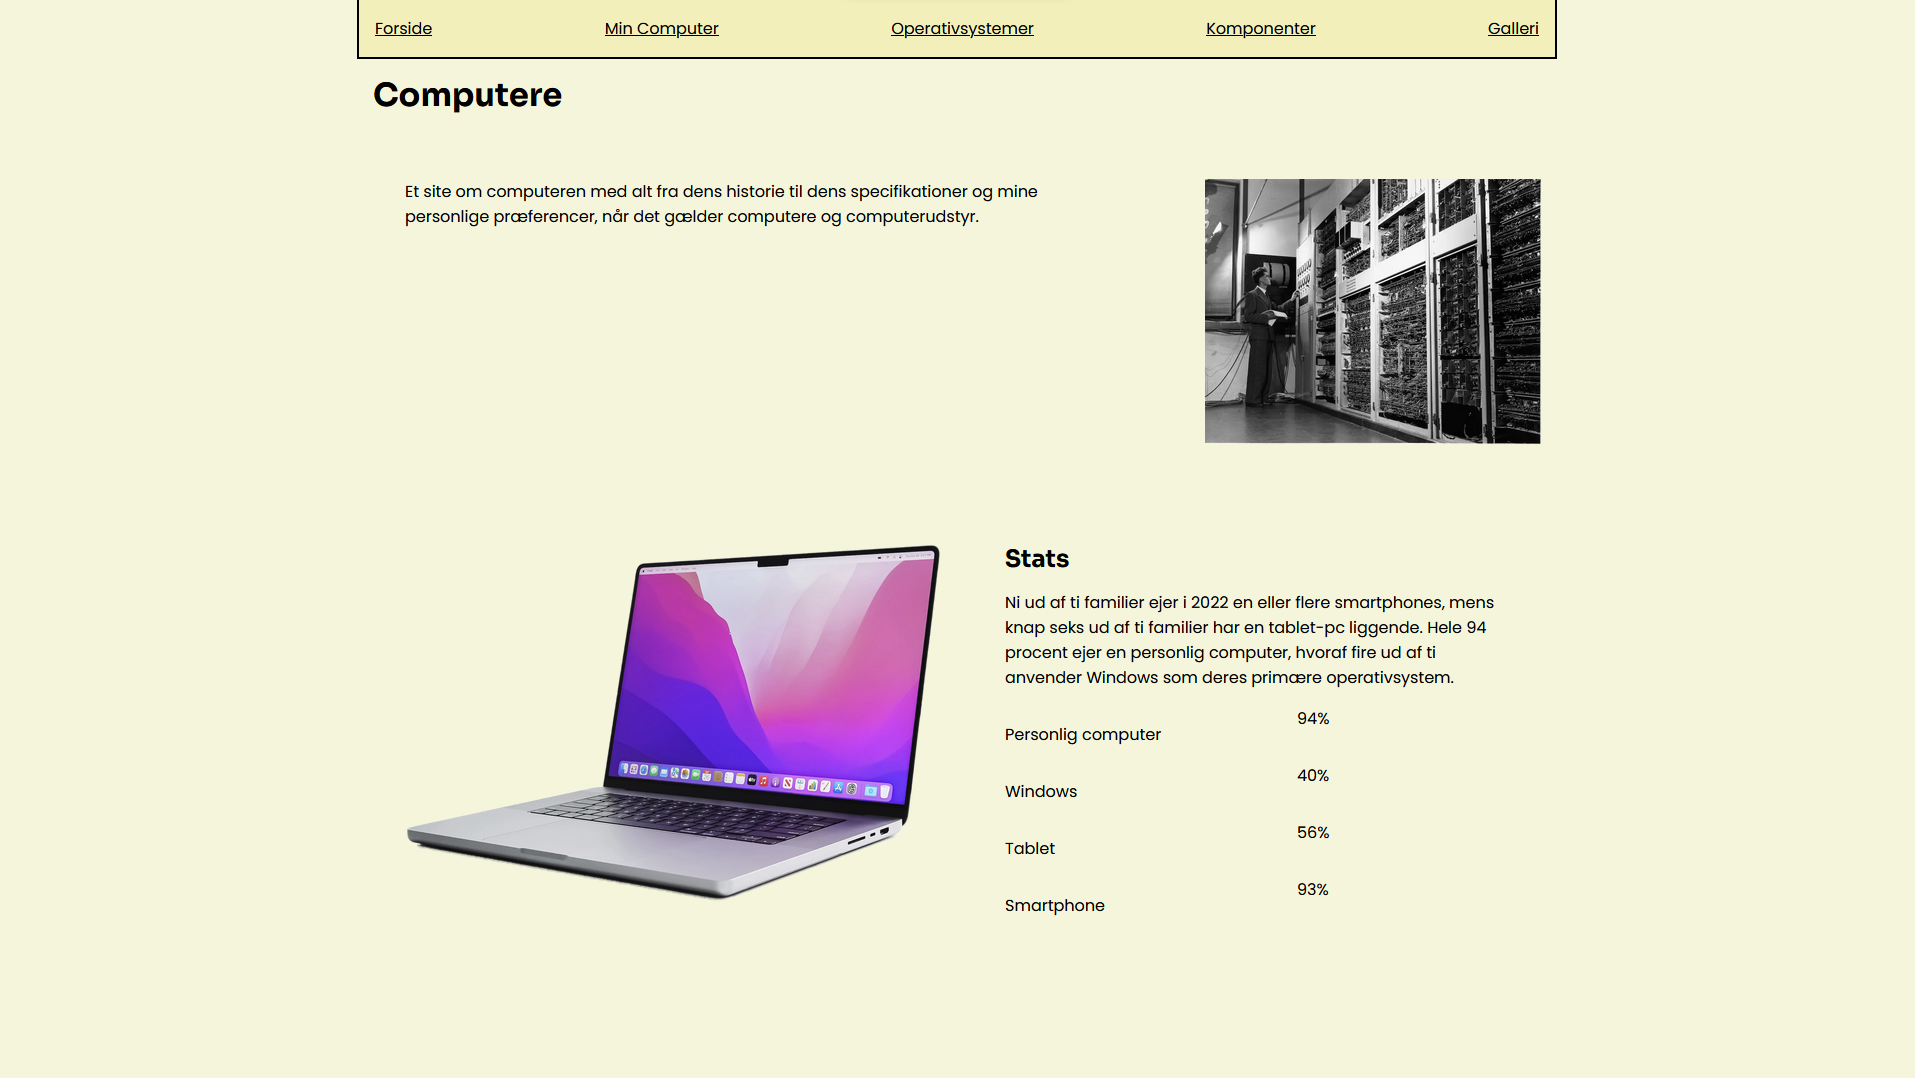 Forside Min Computer Operativsystemer Komponenter Galleri
Computere
Et site om computeren med alt fra dens historie til dens specifikationer og mine
personlige præferencer, når det gælder computere og computerudstyr.
Stats
Ni ud af ti familier ejer i 2022 en eller flere smartphones, mens
knap seks ud af ti familier har en tablet-pc liggende. Hele 94
procent ejer en personlig computer, hvoraf fire ud af ti
anvender Windows som deres primære operativsystem.
94%
Personlig computer
40%
Windows
56%
Tablet
93%
Smartphone